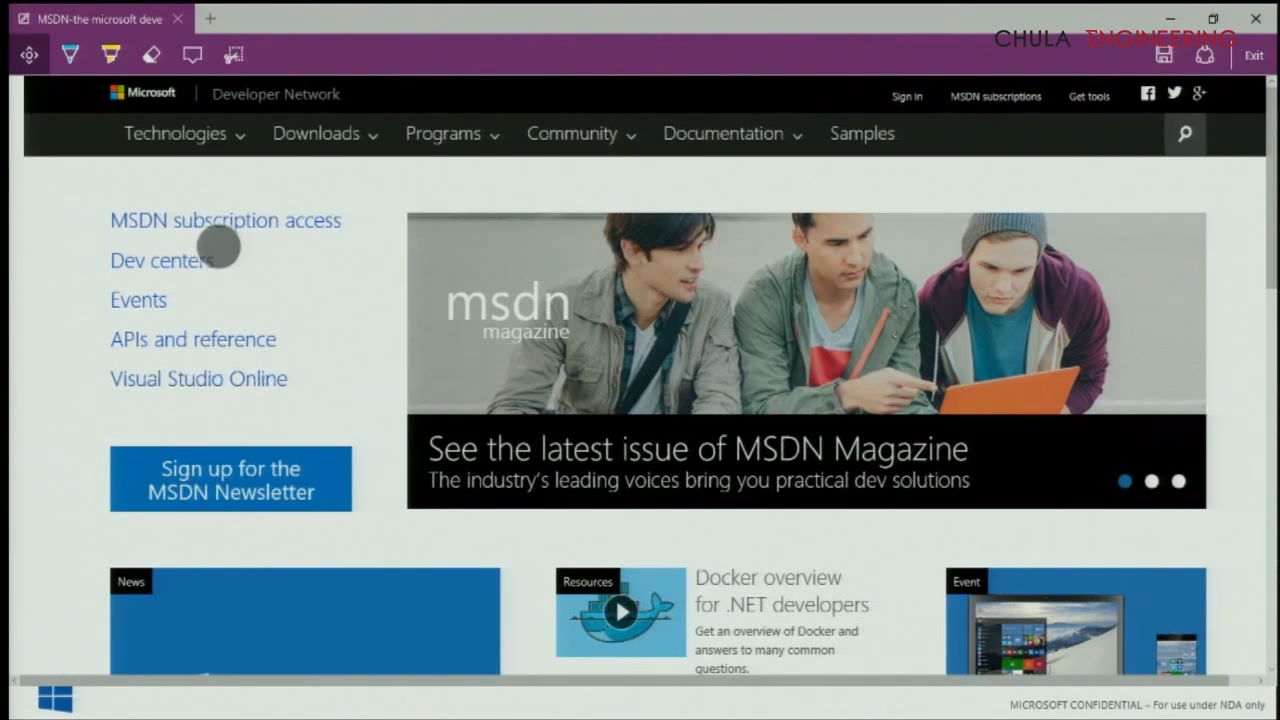 MSDN-the microsoft deve
CHULA ENGINEERING
Exit
Microsoft
Developer Network
Sign in
MSDN subscriptions
Get tools
Technologies
Downloads
Programs
Community
Documentation
Samples
MSDN subscription access
Dev centers
Events
APIs and reference
Visual Studio Online
Sign up for the
MSDN Newsletter
msdn
magazine
See the latest issue of MSDN Magazine
The industry's leading voices bring you practical dev solutions
News
Resources
Docker overview
for .NET developers
Get an overview of Docker and
answers to many common
questions.
Event
MICROSOFT CONFIDENTIAL – For use under NDA only